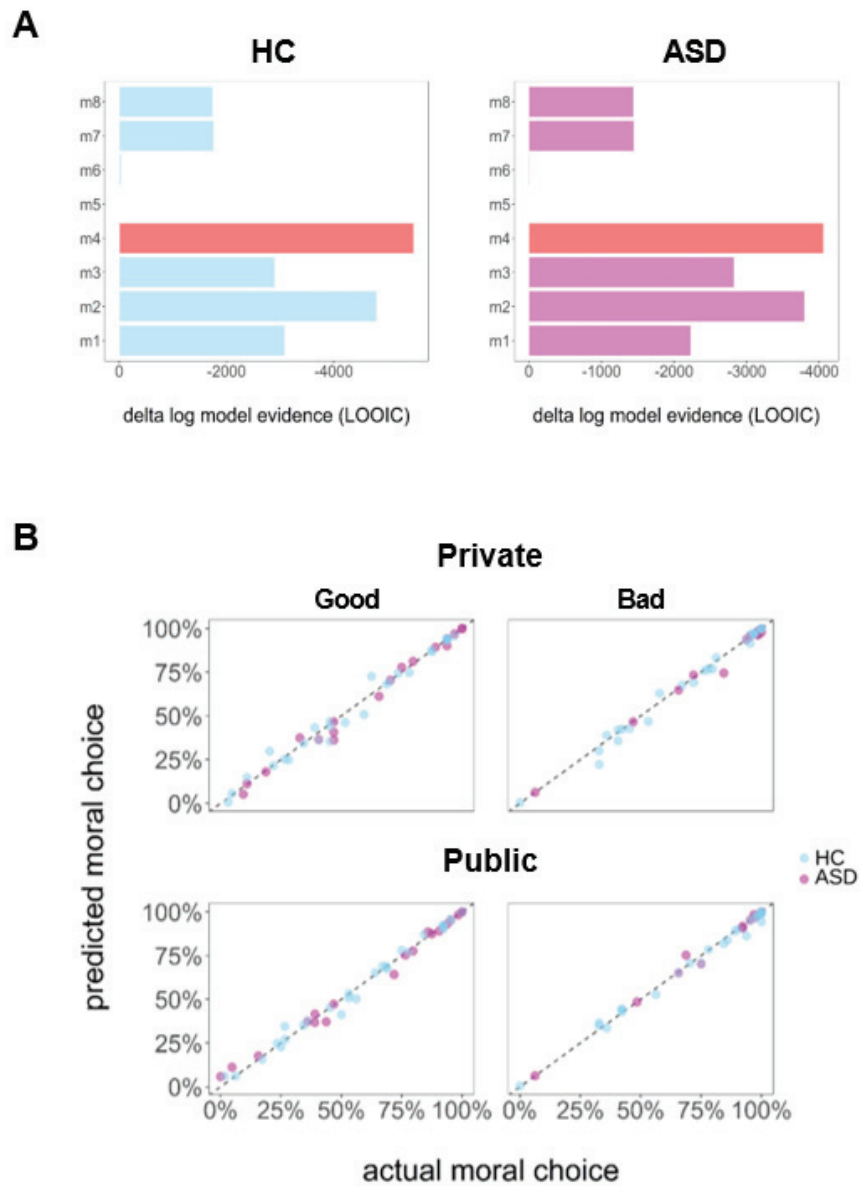 A
HC
ASD
m8
m7
m6
m5
m4
m3
m2
m1
0 -2000 -4000
delta log model evidence (LOOIC)
m8
m7
m6
m5
m4
m3
m2
m1
0 -1000 -2000 -3000 -4000
delta log model evidence (LOOIC)
B
Private
Good
Bad
100%
75%
50%
25%
0%
Public
100%
75%
50%
25%
0%
0% 25% 50% 75% 100%
0% 25% 50% 75% 100%
predicted moral choice
actual moral choice
HC
ASD